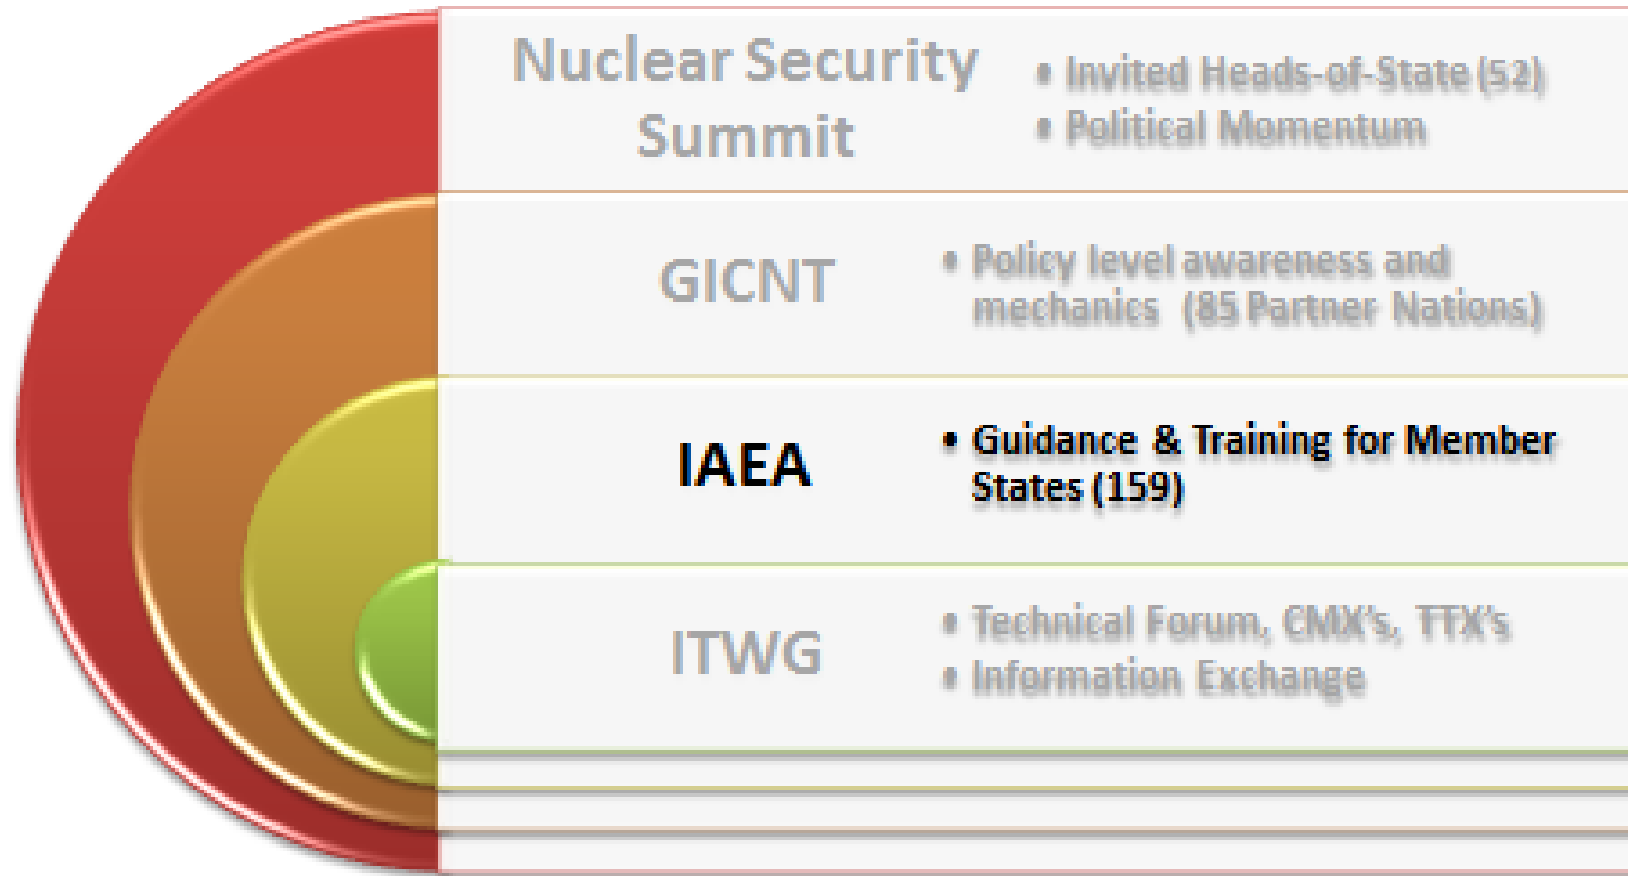 Nuclear Security
Summit
• Invited Heads-of-State (52)
• Political Momentum
GICNT
• Policy level awareness and
mechanics (85 Partner Nations)
IAEA
• Guidance & Training for Member
States (159)
ITWG
• Technical Forum, CMX's, TTX's
• Information Exchange